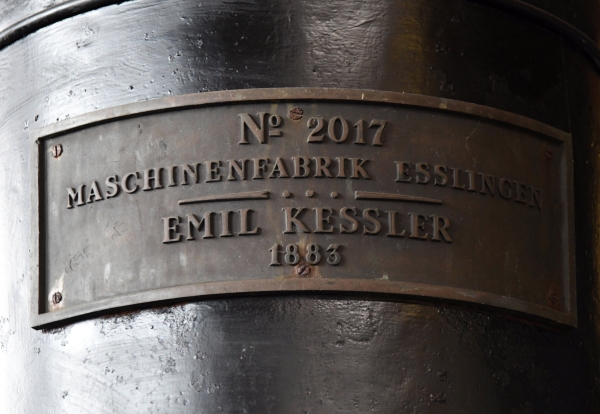 Nº 2017
MASCHINENFABRIK ESSLINGEN
EMIL KESSLER
1883